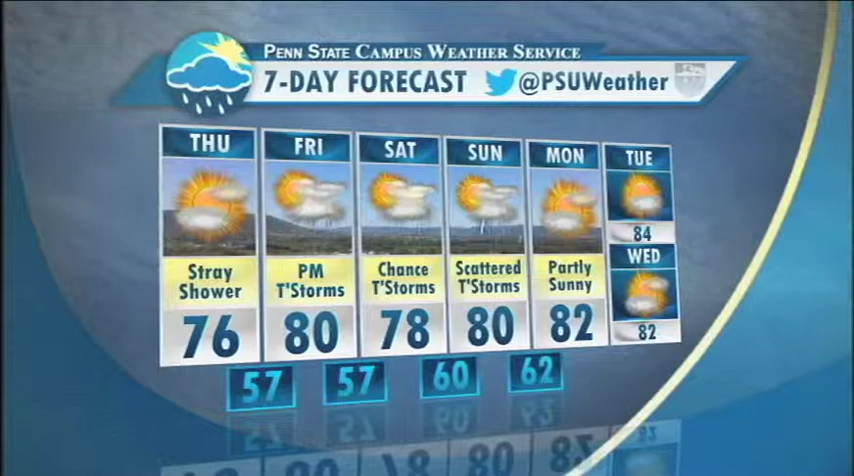 PENN STATE CAMPUS WEATHER SERVICE
7-DAY FORECAST @PSUWeather
THU FRI SAT SUN MON TUE
84
WED
82
Stray Shower
PM T'Storms
Chance T'Storms
Scattered T'Storms
Partly Sunny
76 80 78 80 82
57 57 60 62